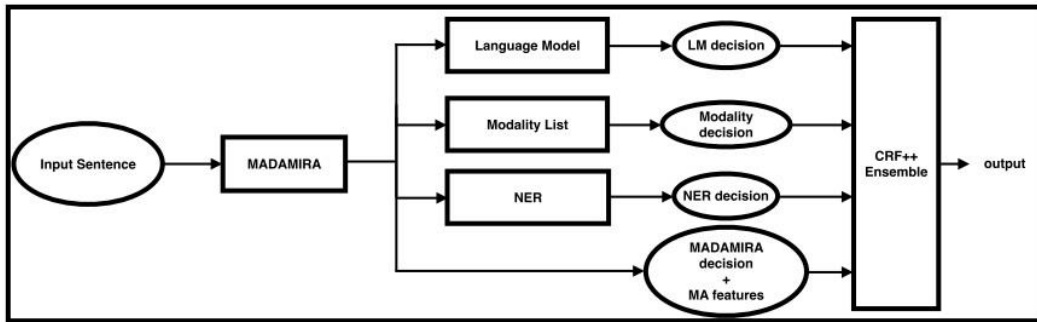 Input Sentence
MADAMIRA
Language Model
LM decision
Modality List
Modality
decision
NER
NER decision
MADAMIRA
decision
+
MA features
CRF++
Ensemble
output